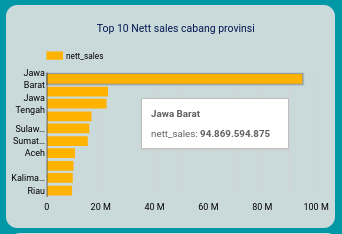 Top 10 Nett sales cabang provinsi
nett_sales
Jawa
Barat
Jawa
Tengah
Sulaw...
Sumat...
Aceh
Kalima...
Riau
Jawa Barat
nett_sales: 94.869.594.875
0 20 M 40 M 60 M 80 M 100 M